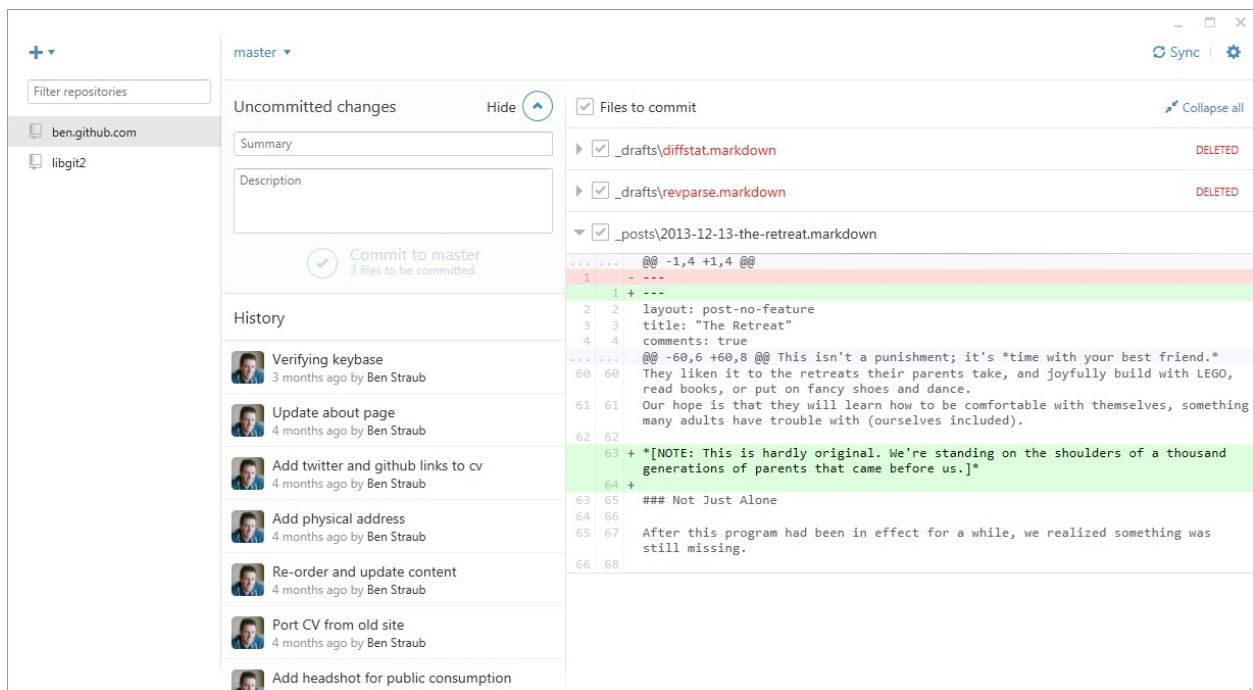 master
Sync
Filter repositories
ben.github.com
libgit2
Uncommitted changes
Hide
Summary
Description
Commit to master
3 files to be committed
History
Verifying keybase
3 months ago by Ben Straub
Update about page
4 months ago by Ben Straub
Add twitter and github links to cv
4 months ago by Ben Straub
Add physical address
4 months ago by Ben Straub
Re-order and update content
4 months ago by Ben Straub
Port CV from old site
4 months ago by Ben Straub
Add headshot for public consumption
Files to commit
Collapse all
_drafts\diffstat.markdown DELETED
_drafts\revparse.markdown DELETED
_posts\2013-12-13-the-retreat.markdown
... ... @@ -1,4 +1,4 @@
1 - ---
1 + ---
2 2 layout: post-no-feature
3 3 title: "The Retreat"
4 4 comments: true
... ... @@ -60,6 +60,8 @@ This isn't a punishment; it's *time with your best friend.*
60 60 They liken it to the retreats their parents take, and joyfully build with LEGO,
read books, or put on fancy shoes and dance.
61 61 Our hope is that they will learn how to be comfortable with themselves, something
many adults have trouble with (ourselves included).
62 62
63 + *[NOTE: This is hardly original. We're standing on the shoulders of a thousand
generations of parents that came before us.]*
64 +
63 65 ### Not Just Alone
64 66
65 67 After this program had been in effect for a while, we realized something was
still missing.
66 68